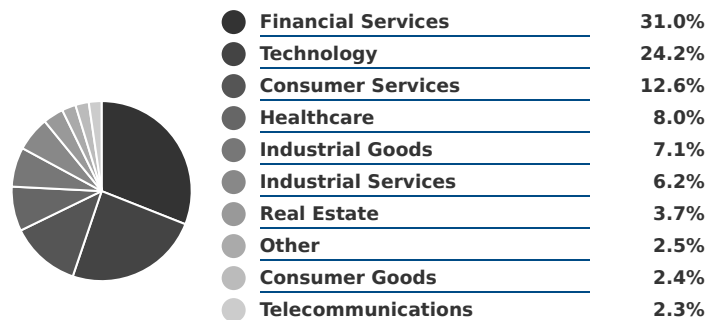 Financial Services 31.0%
Technology 24.2%
Consumer Services 12.6%
Healthcare 8.0%
Industrial Goods 7.1%
Industrial Services 6.2%
Real Estate 3.7%
Other 2.5%
Consumer Goods 2.4%
Telecommunications 2.3%